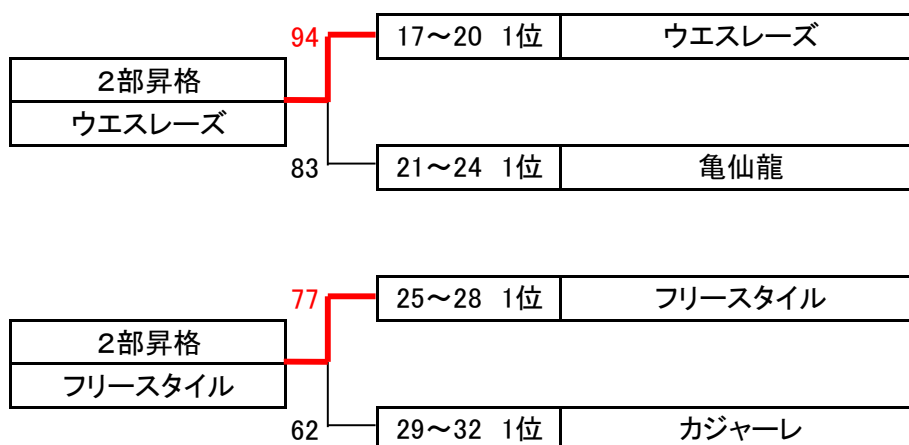 94 17～20 1位 ウエスレーズ
2部昇格
ウエスレーズ
83 21～24 1位 亀仙龍
77 25～28 1位 フリースタイル
2部昇格
フリースタイル
62 29～32 1位 カジャーレ